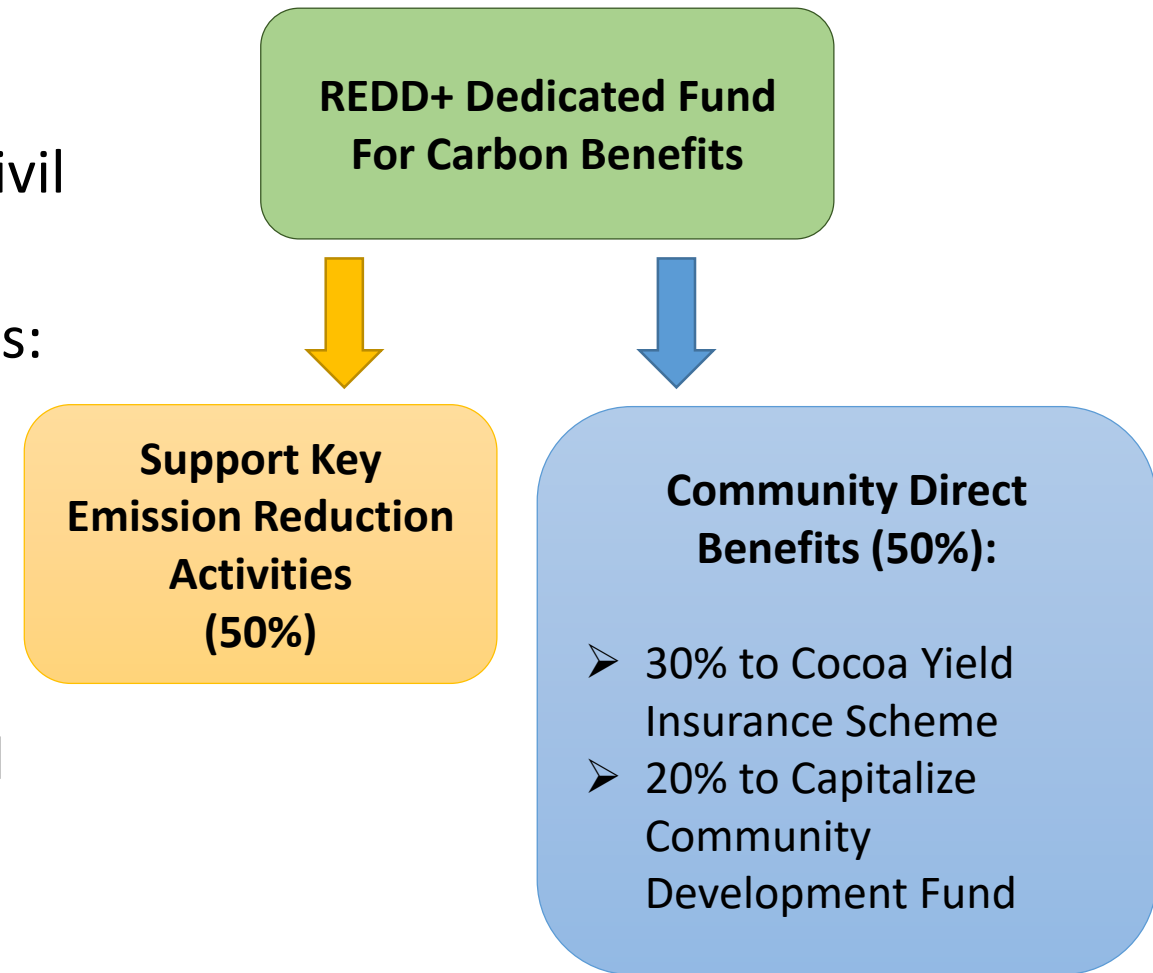 REDD+ Dedicated Fund
For Carbon Benefits
ivil
s:
Support Key
Emission Reduction
Activities
(50%)
Community Direct
Benefits (50%):
➢ 30% to Cocoa Yield
Insurance Scheme
➢ 20% to Capitalize
Community
Development Fund